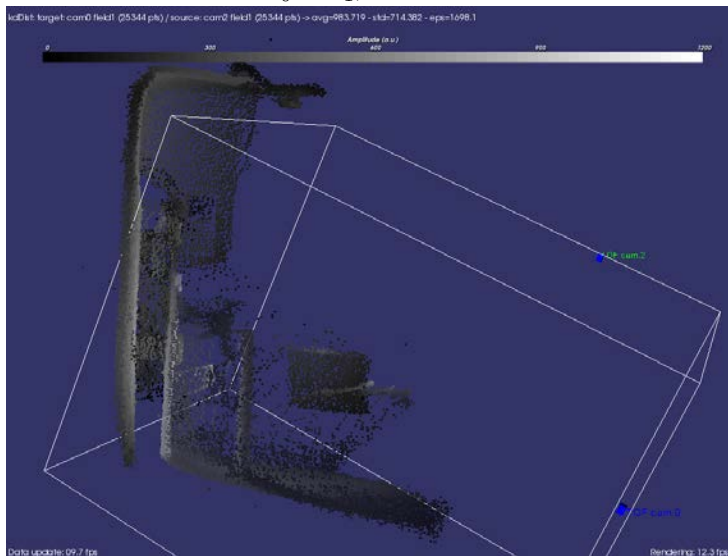 kdDist: target: cam0 field1 (25344 pts) / source: cam2 field1 (25344 pts) -> avg=983.719 - std=714.382 - eps=1698.1
Amplitude (a.u.)
0 300 600 900 1200
cam 2
cam 0
Data update: 09.7 fps
Rendering: 12.3 fps